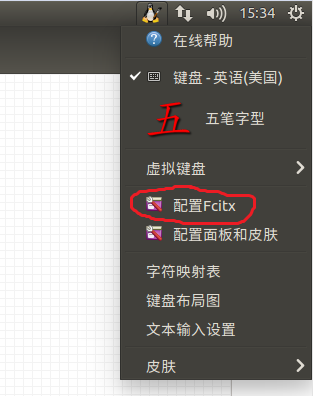 15:34
在线帮助
键盘-英语(美国)
五 五笔字型
虚拟键盘
配置Fcitx
配置面板和皮肤
字符映射表
键盘布局图
文本输入设置
皮肤